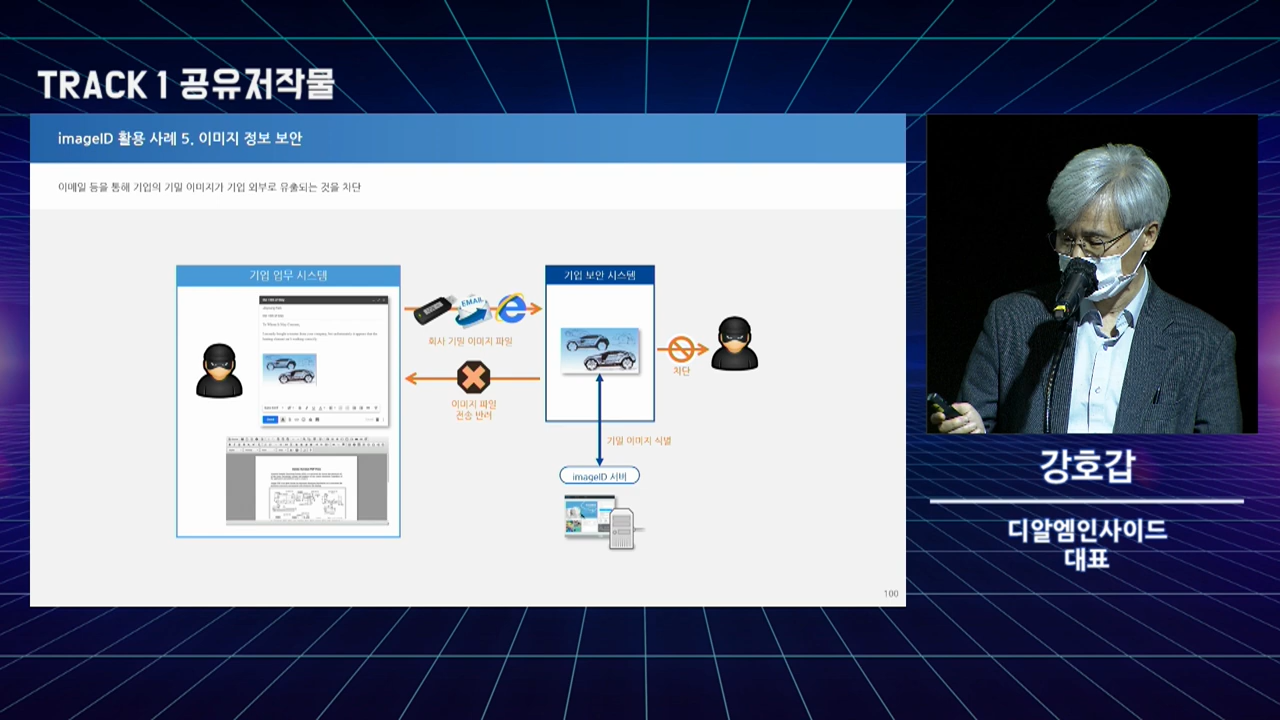 TRACK 1 공유저작물
imageID 활용 사례 5. 이미지 정보 보안
이메일 등을 통해 기업의 기밀 이미지가 기업 외부로 유출되는 것을 차단
기업 업무 시스템
기업 보안 시스템
EMAIL
회사 기밀 이미지 파일
이미지 파일
전송 반려
차단
기밀 이미지 식별
imageID 서버
100
강호갑
디알엠인사이드
대표